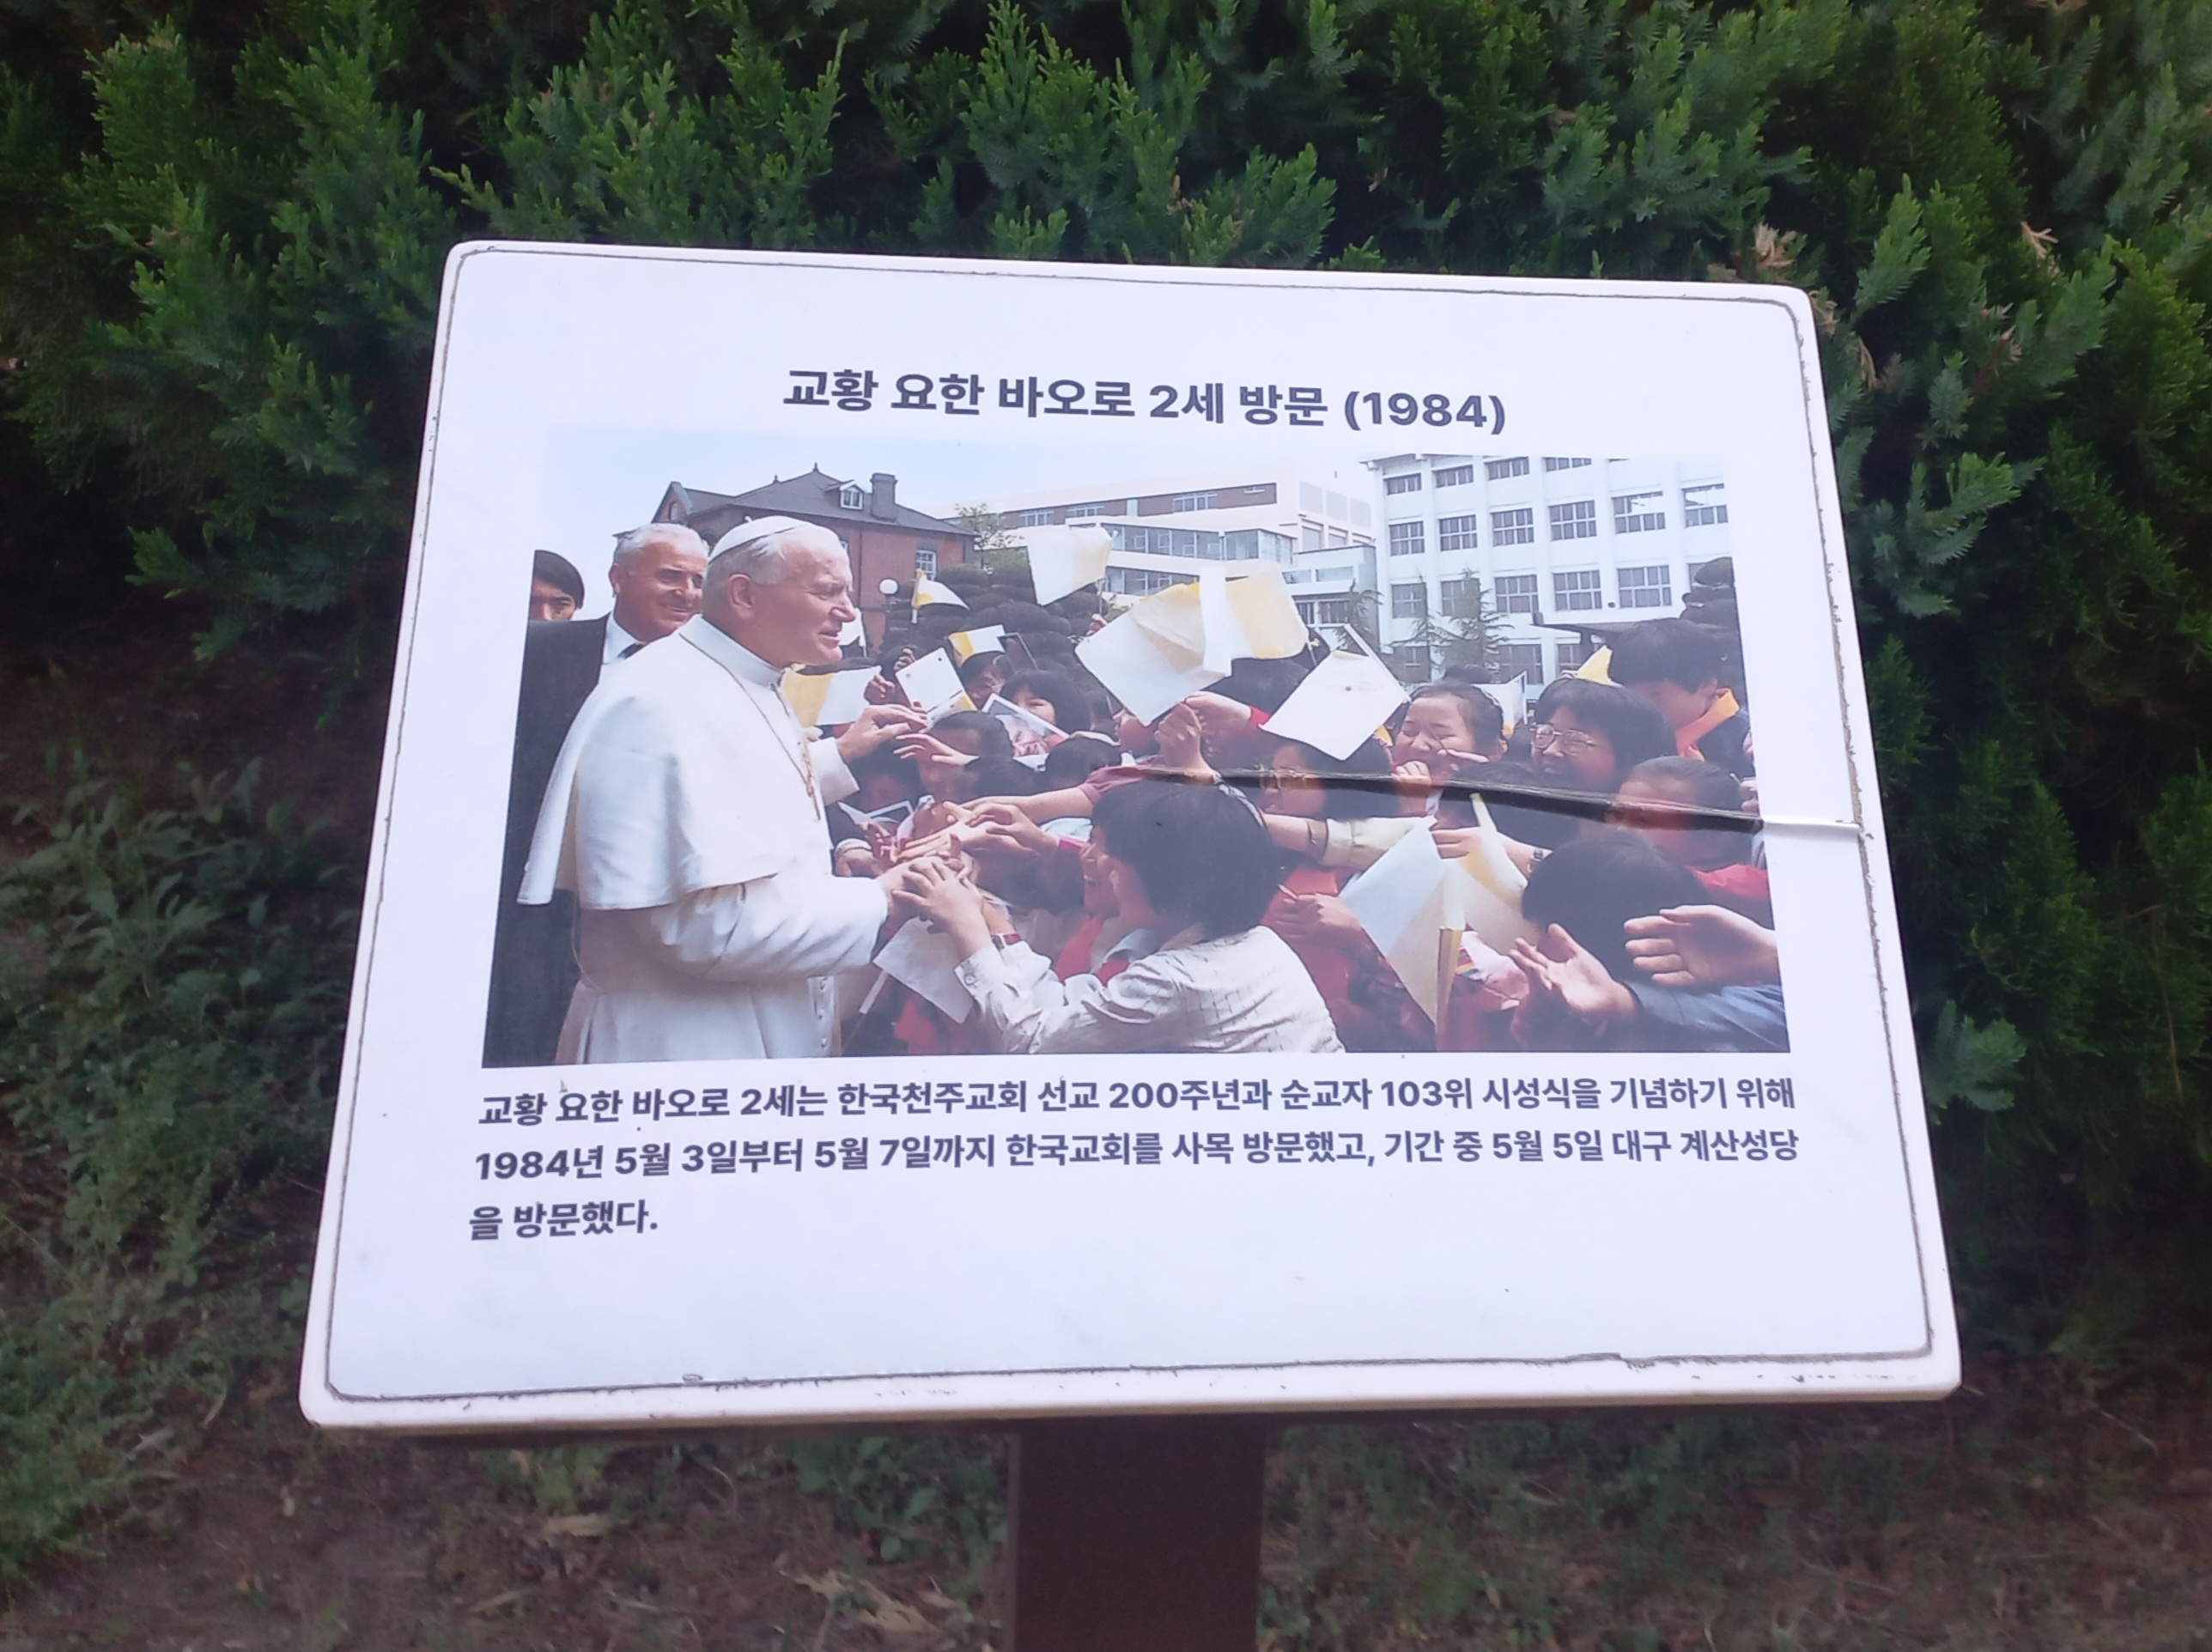 교황 요한 바오로 2세 방문 (1984)
교황 요한 바오로 2세는 한국천주교회 선교 200주년과 순교자 103위 시성식을 기념하기 위해
1984년 5월 3일부터 5월 7일까지 한국교회를 사목 방문했고, 기간 중 5월 5일 대구 계산성당
을 방문했다.